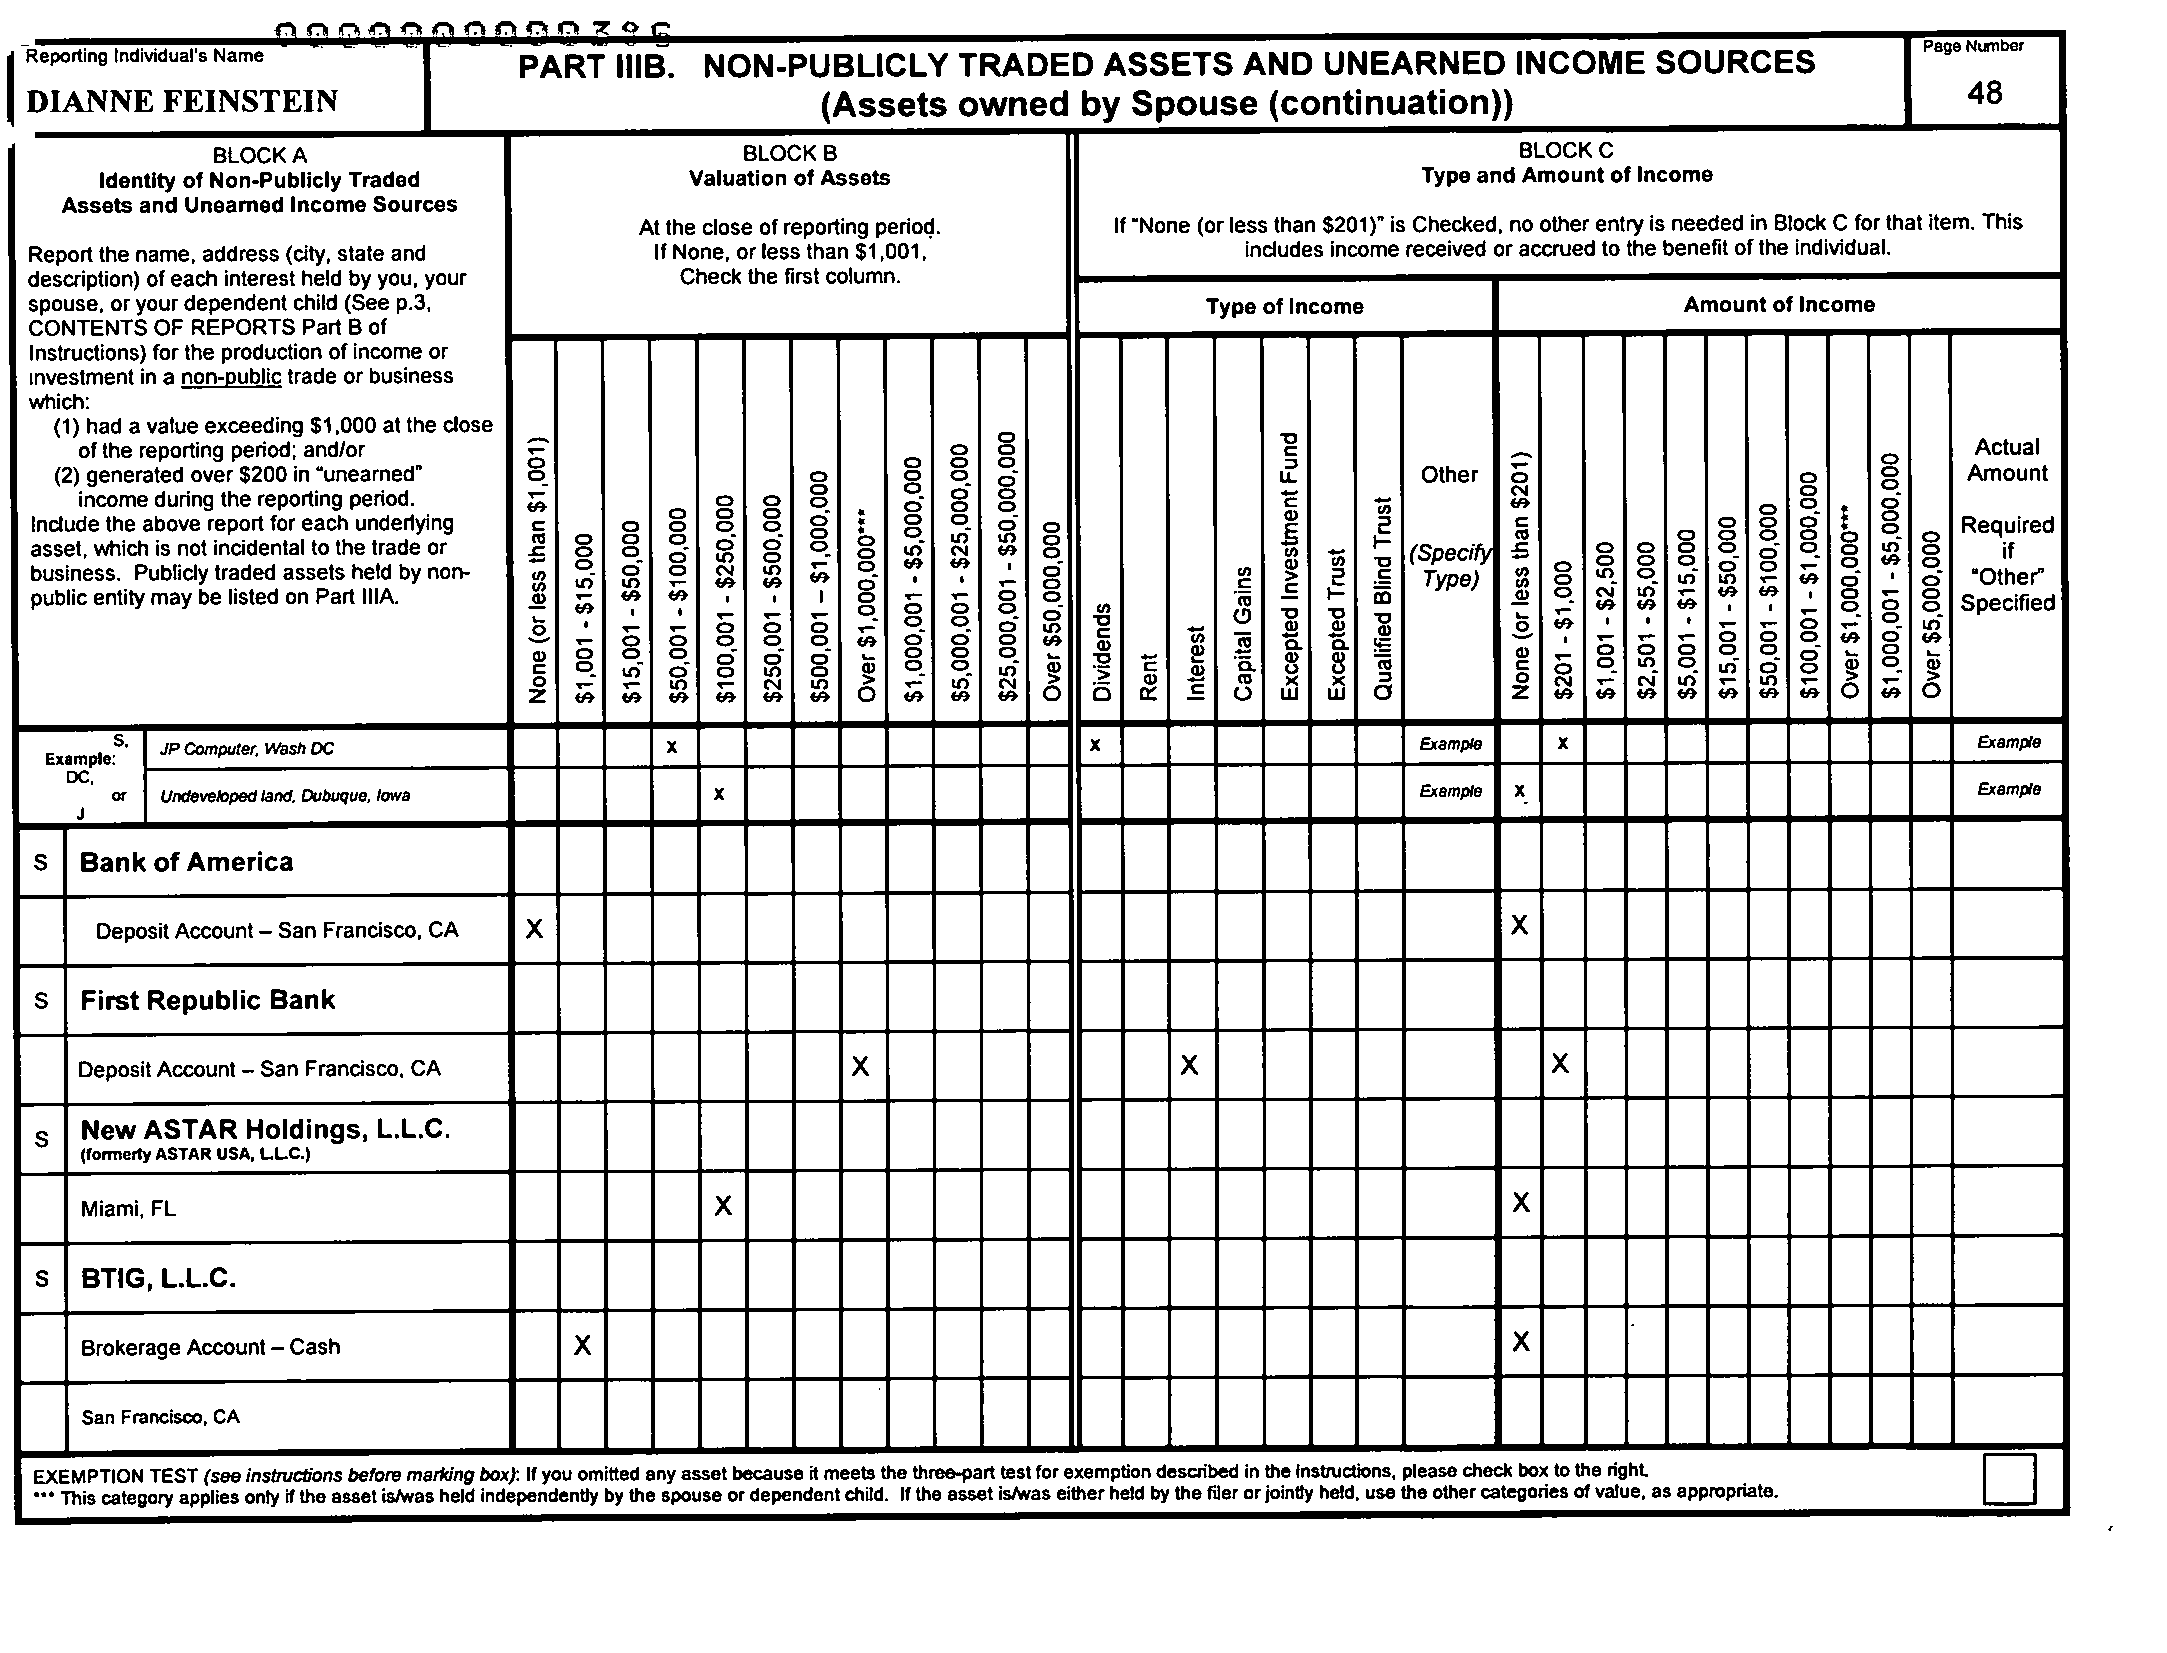 Reporting Individual's Name
DIANNE FEINSTEIN
PART IIIB. NON-PUBLICLY TRADED ASSETS AND UNEARNED INCOME SOURCES
(Assets owned by Spouse (continuation))
Page Number
48
BLOCK A
Identity of Non-Publicly Traded
Assets and Unearned Income Sources
Report the name, address (city, state and
description) of each interest held by you, your
spouse, or your dependent child (See p.3,
CONTENTS OF REPORTS Part B of
Instructions) for the production of income or
investment in a non-public trade or business
which:
(1) had a value exceeding $1,000 at the close
of the reporting period; and/or
(2) generated over $200 in "unearned"
income during the reporting period.
Include the above report for each underlying
asset, which is not incidental to the trade or
business. Publicly traded assets held by non-
public entity may be listed on Part IIIA.
BLOCK B
Valuation of Assets
At the close of reporting period.
If None, or less than $1,001,
Check the first column.
None (or less than $1,001)
$1,001 - $15,000
$15,001 - $50,000
$50,001 - $100,000
$100,001 - $250,000
$250,001 - $500,000
$500,001 – $1,000,000
Over $1,000,000***
$1,000,001 - $5,000,000
$5,000,001 - $25,000,000
$25,000,001 - $50,000,000
Over $50,000,000
BLOCK C
Type and Amount of Income
If "None (or less than $201)" is Checked, no other entry is needed in Block C for that item. This
includes income received or accrued to the benefit of the individual.
Type of Income
Amount of Income
Dividends
Rent
Interest
Capital Gains
Excepted Investment Fund
Excepted Trust
Qualified Blind Trust
Other
(Specify
Type)
None (or less than $201)
$201 - $1,000
$1,001 - $2,500
$2,501 - $5,000
$5,001 - $15,000
$15,001 - $50,000
$50,001 - $100,000
$100,001 - $1,000,000
Over $1,000,000***
$1,000,001 - $5,000,000
Over $5,000,000
Actual
Amount
Required
if
"Other"
Specified
S,
Example:
DC,
or
J
JP Computer, Wash DC X X Example X Example
Undeveloped land, Dubuque, Iowa X Example X Example
S Bank of America
Deposit Account – San Francisco, CA X X
S First Republic Bank
Deposit Account – San Francisco, CA X X X
S New ASTAR Holdings, L.L.C.
(formerly ASTAR USA, L.L.C.)
Miami, FL X X
S BTIG, L.L.C.
Brokerage Account – Cash X X
San Francisco, CA
EXEMPTION TEST (see instructions before marking box): If you omitted any asset because it meets the three-part test for exemption described in the instructions, please check box to the right.
*** This category applies only if the asset is/was held independently by the spouse or dependent child. If the asset is/was either held by the filer or jointly held, use the other categories of value, as appropriate.